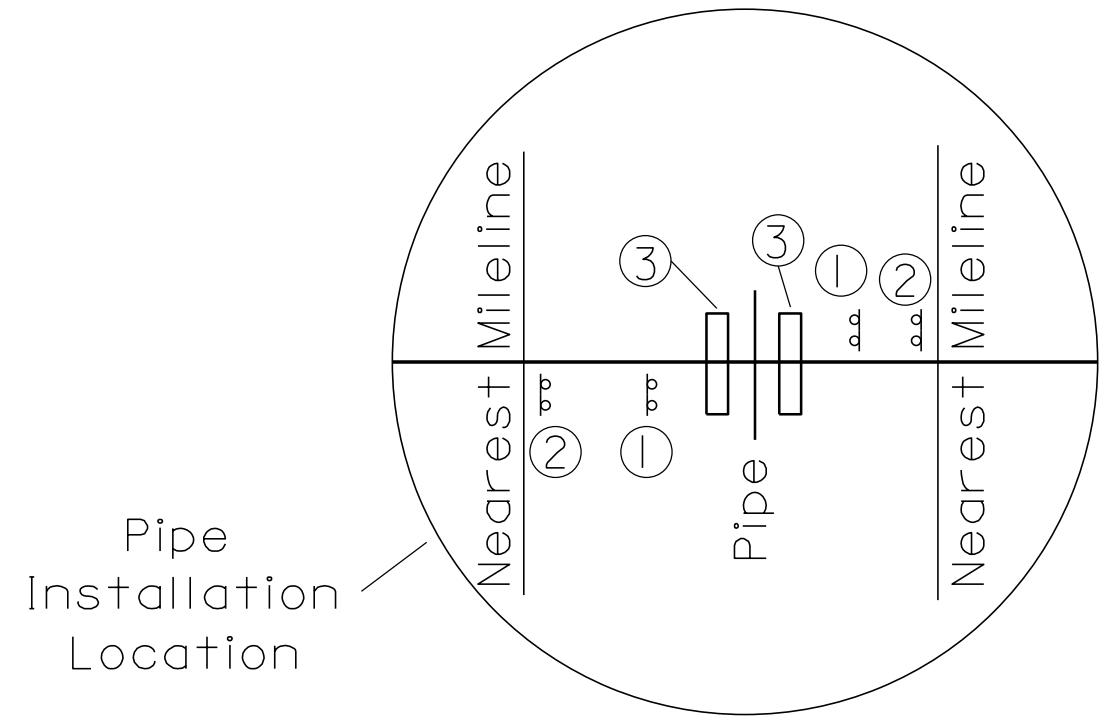 Nearest Mileline
Nearest Mileline
3
3
1
2
2
1
Pipe
Pipe
Installation
Location